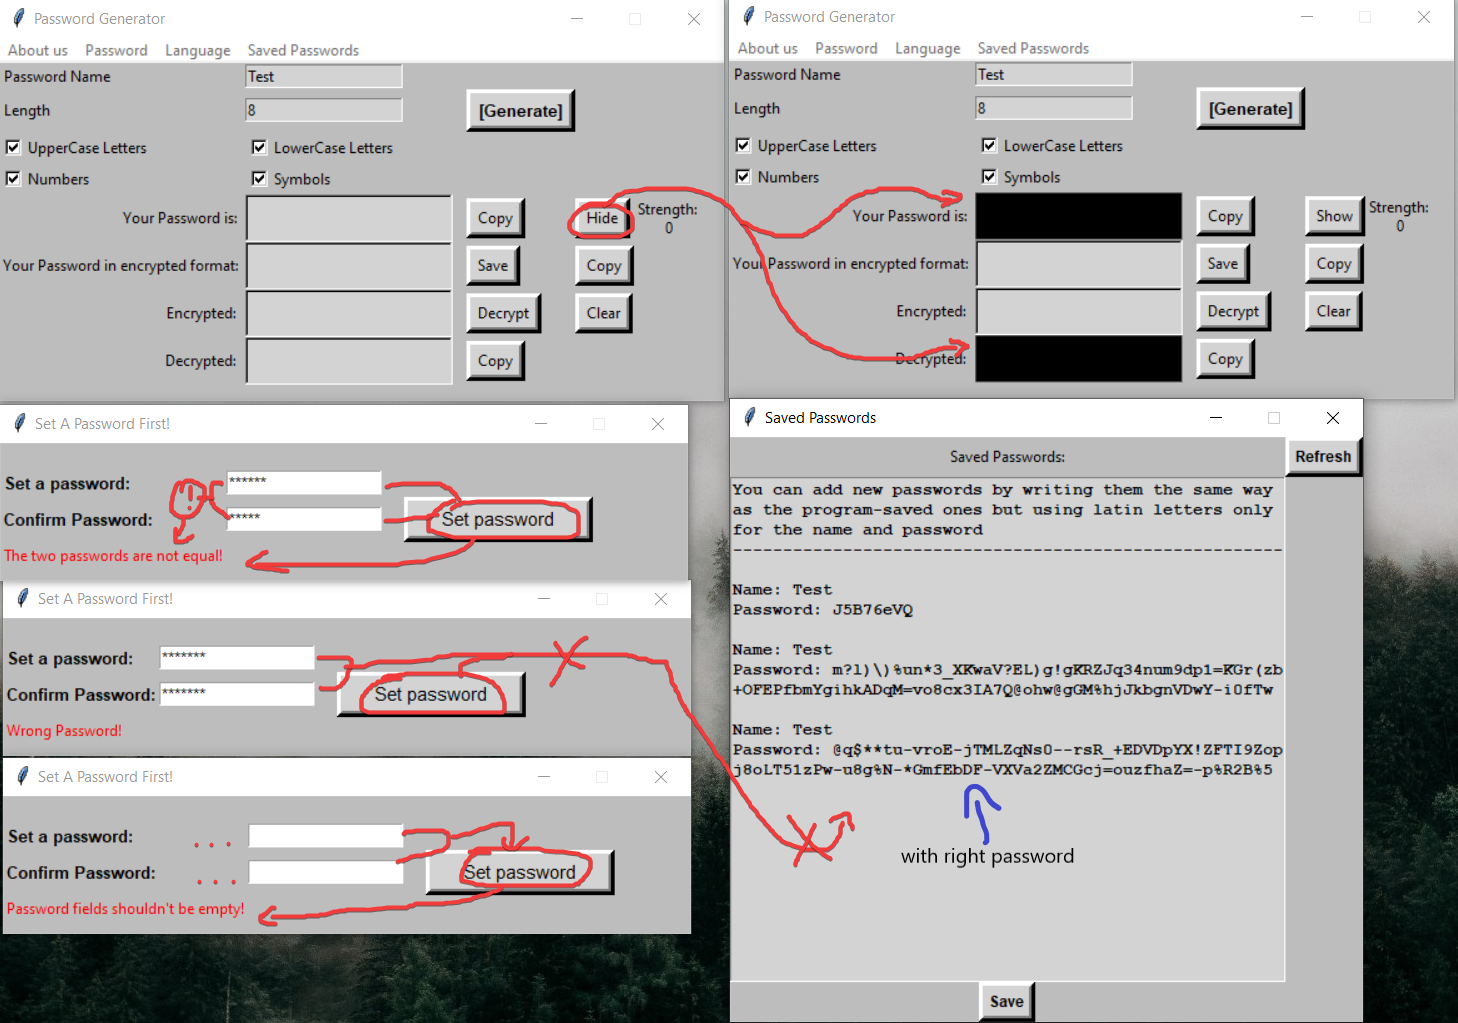 Password Generator
About us Password Language Saved Passwords
Password Name Test
Length 8 [Generate]
UpperCase Letters LowerCase Letters
Numbers Symbols
Your Password is: Copy Hide Strength: 0
Your Password in encrypted format: Save Copy
Encrypted: Decrypt Clear
Decrypted: Copy
Password Generator
About us Password Language Saved Passwords
Password Name Test
Length 8 [Generate]
UpperCase Letters LowerCase Letters
Numbers Symbols
Your Password is: Copy Show Strength: 0
Your Password in encrypted format: Save Copy
Encrypted: Decrypt Clear
Decrypted: Copy
Set A Password First!
Set a password: ******
Confirm Password: *****
Set password
The two passwords are not equal!
Set A Password First!
Set a password: *******
Confirm Password: *******
Set password
Wrong Password!
Set A Password First!
Set a password: ...
Confirm Password: ...
Set password
Password fields shouldn't be empty!
Saved Passwords
Saved Passwords: Refresh
You can add new passwords by writing them the same way
as the program-saved ones but using latin letters only
for the name and password
-------------------------------------------------------
Name: Test
Password: J5B76eVQ
Name: Test
Password: m?l)\)%un*3_XKwaV?EL)g!gKRZJq34num9dp1=KGr(zb
+OFEPfbmYgihkADqM=vo8cx3IA7Q@ohw@gGM%hjJkbgnVDwY-i0fTw
Name: Test
Password: @q$**tu-vroE-jTMLZqNs0--rsR_+EDVDpYX!ZFTI9Zop
j8oLT51zPw-u8g%N-*GmfEbDF-VXVa2ZMCGcj=ouzfhaZ=-p%R2B%5
with right password
Save